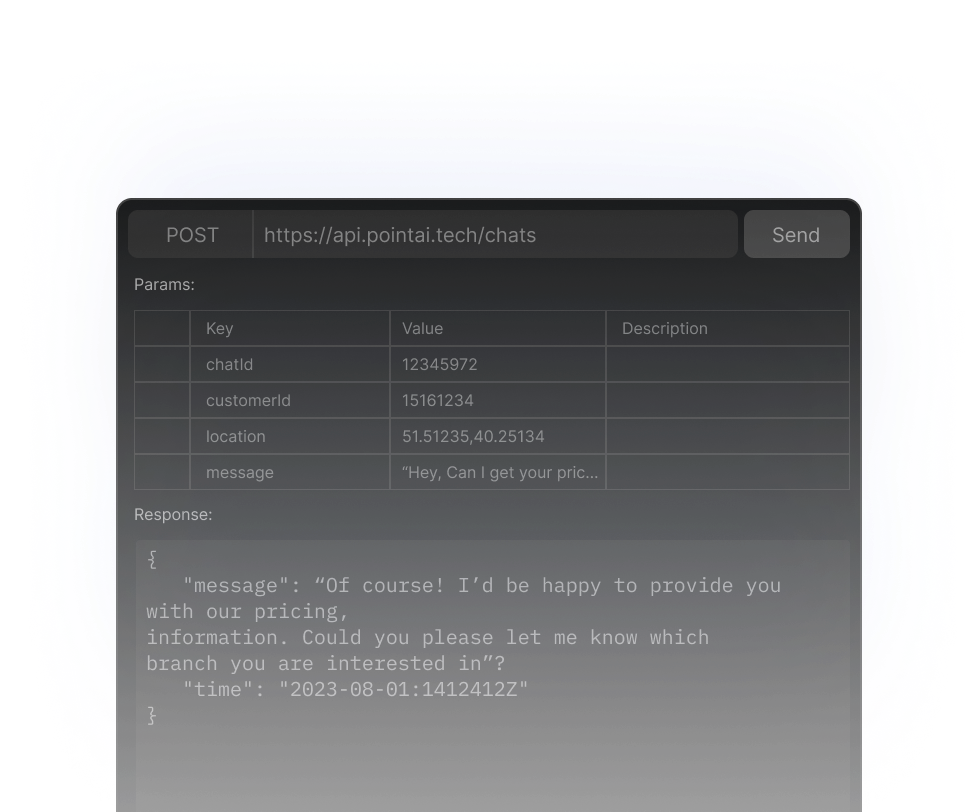 POST https://api.pointai.tech/chats Send
Params:
Key Value Description
chatId 12345972
customerId 15161234
location 51.51235,40.25134
message “Hey, Can I get your pric...
Response:
{
"message": “Of course! I’d be happy to provide you
with our pricing,
information. Could you please let me know which
branch you are interested in”?
"time": "2023-08-01:1412412Z"
}